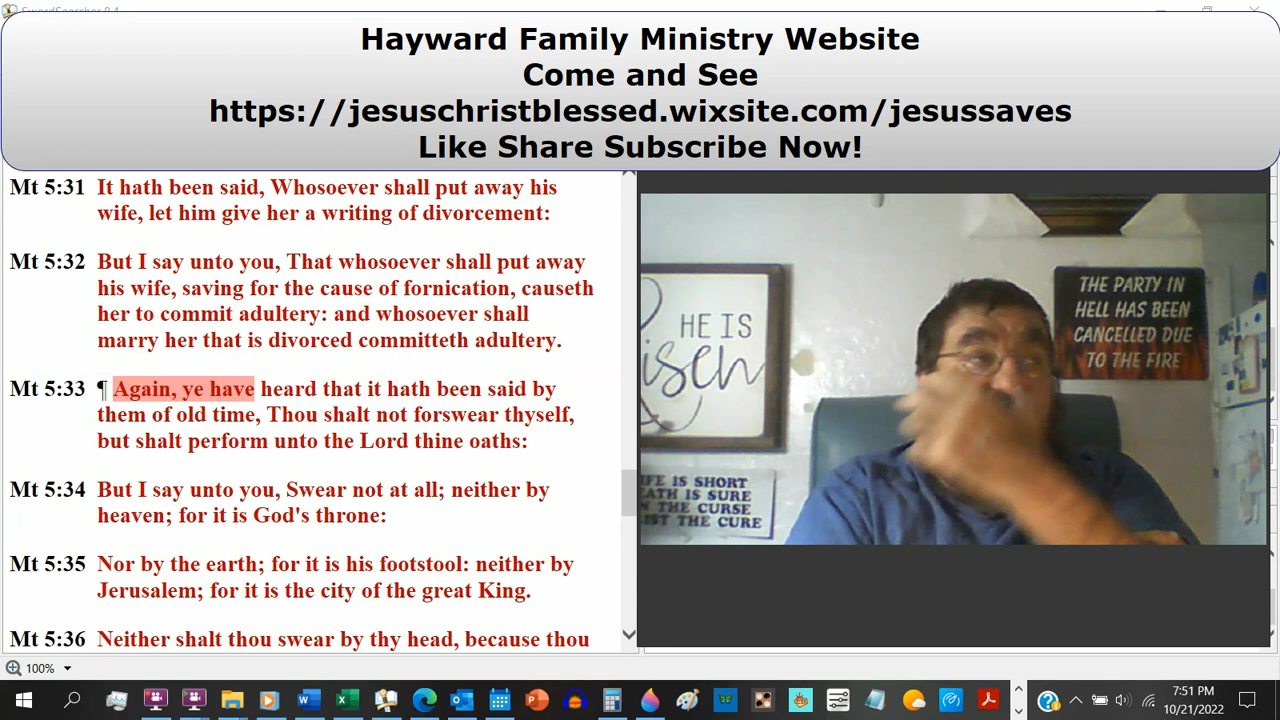 Hayward Family Ministry Website
Come and See
https://jesuschristblessed.wixsite.com/jesussaves
Like Share Subscribe Now!
Mt 5:31 It hath been said, Whosoever shall put away his
wife, let him give her a writing of divorcement:
Mt 5:32 But I say unto you, That whosoever shall put away
his wife, saving for the cause of fornication, causeth
her to commit adultery: and whosoever shall
marry her that is divorced committeth adultery.
Mt 5:33 ¶ Again, ye have heard that it hath been said by
them of old time, Thou shalt not forswear thyself,
but shalt perform unto the Lord thine oaths:
Mt 5:34 But I say unto you, Swear not at all; neither by
heaven; for it is God's throne:
Mt 5:35 Nor by the earth; for it is his footstool: neither by
Jerusalem; for it is the city of the great King.
Mt 5:36 Neither shalt thou swear by thy head, because thou
HE IS
Risen
THE PARTY IN
HELL HAS BEEN
CANCELLED DUE
TO THE FIRE
IS SHORT
IS SURE
THE CURSE
THE CURE
100%
7:51 PM
10/21/2022